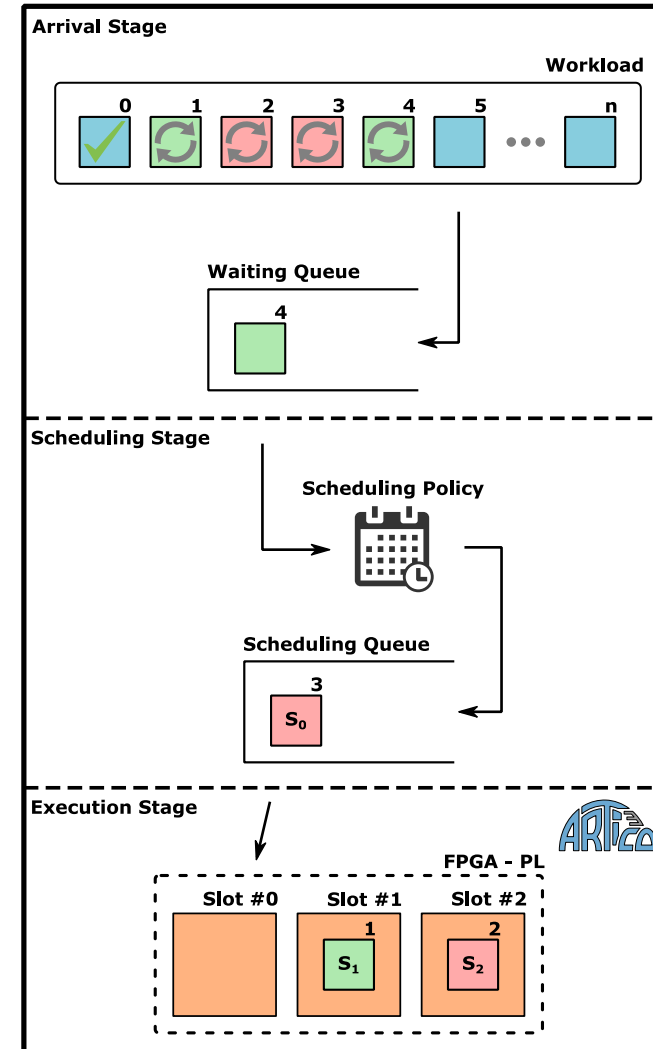 Arrival Stage
Workload
0 1 2 3 4 5 n
Waiting Queue
4
Scheduling Stage
Scheduling Policy
Scheduling Queue
3
S₀
Execution Stage
ARTICo3
FPGA - PL
Slot #0 Slot #1 Slot #2
1 2
S₁ S₂